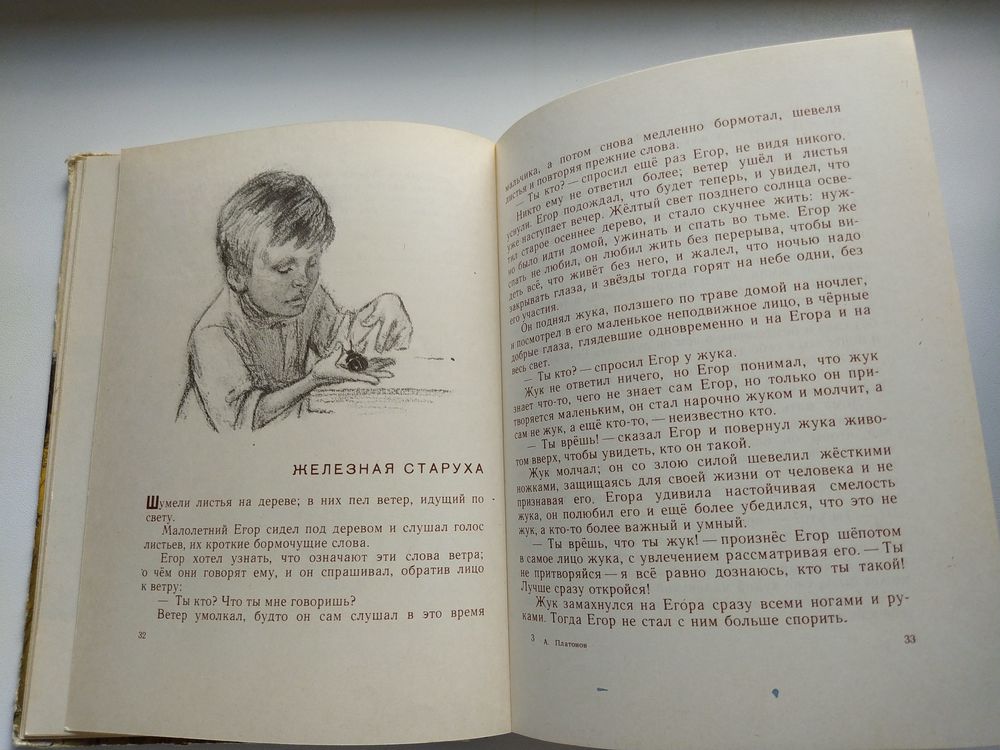 ЖЕЛЕЗНАЯ СТАРУХА
Шумели листья на дереве; в них пел ветер, идущий по
свету.
Малолетний Егор сидел под деревом и слушал голос
листьев, их кроткие бормочущие слова.
Егор хотел узнать, что означают эти слова ветра;
о чём они говорят ему, и он спрашивал, обратив лицо
к ветру:
— Ты кто? Что ты мне говоришь?
Ветер умолкал, будто он сам слушал в это время
32
мальчика, а потом снова медленно бормотал, шевеля
листья и повторяя прежние слова.
— Ты кто? — спросил ещё раз Егор, не видя никого.
Никто ему не ответил более; ветер ушёл и листья
уснули. Егор подождал, что будет теперь, и увидел, что
уже наступает вечер. Жёлтый свет позднего солнца осве-
тил старое осеннее дерево, и стало скучнее жить: нуж-
но было идти домой, ужинать и спать во тьме. Егор же
спать не любил, он любил жить без перерыва, чтобы ви-
деть всё, что живёт без него, и жалел, что ночью надо
закрывать глаза, и звёзды тогда горят на небе одни, без
его участия.
Он поднял жука, ползшего по траве домой на ночлег,
и посмотрел в его маленькое неподвижное лицо, в чёрные
добрые глаза, глядевшие одновременно и на Егора и на
весь свет.
— Ты кто? — спросил Егор у жука.
Жук не ответил ничего, но Егор понимал, что жук
знает что-то, чего не знает сам Егор, но только он при-
творяется маленьким, он стал нарочно жуком и молчит, а
сам не жук, а ещё кто-то, — неизвестно кто.
— Ты врёшь! — сказал Егор и повернул жука живо-
том вверх, чтобы увидеть, кто он такой.
Жук молчал; он со злою силой шевелил жёсткими
ножками, защищаясь для своей жизни от человека и не
признавая его. Егора удивила настойчивая смелость
жука, он полюбил его и ещё более убедился, что это не
жук, а кто-то более важный и умный.
— Ты врёшь, что ты жук! — произнёс Егор шёпотом
в самое лицо жука, с увлечением рассматривая его. — Ты
не притворяйся — я всё равно дознаюсь, кто ты такой!
Лучше сразу откройся!
Жук замахнулся на Егора сразу всеми ногами и ру-
ками. Тогда Егор не стал с ним больше спорить.
3 А. Платонов
33